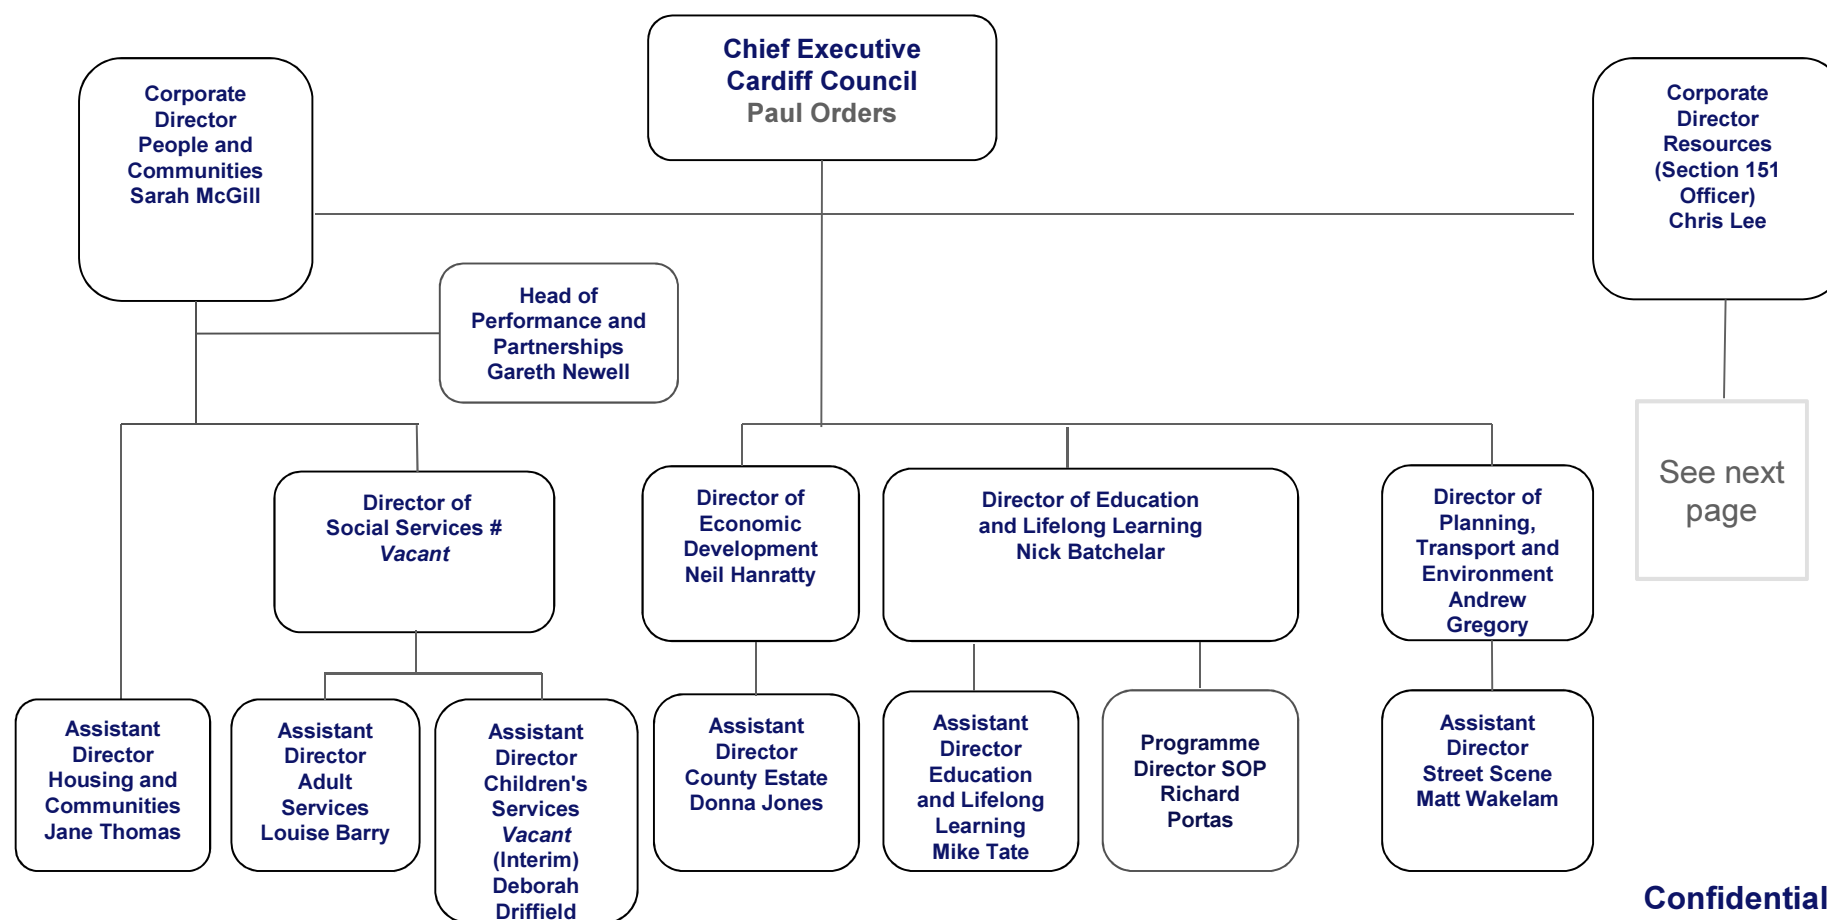 Chief Executive
Cardiff Council
Paul Orders
Corporate
Director
People and
Communities
Sarah McGill
Corporate
Director
Resources
(Section 151
Officer)
Chris Lee
Head of
Performance and
Partnerships
Gareth Newell
See next
page
Director of
Social Services #
Vacant
Director of
Economic
Development
Neil Hanratty
Director of Education
and Lifelong Learning
Nick Batchelar
Director of
Planning,
Transport and
Environment
Andrew
Gregory
Assistant
Director
Housing and
Communities
Jane Thomas
Assistant
Director
Adult
Services
Louise Barry
Assistant
Director
Children's
Services
Vacant
(Interim)
Deborah
Driffield
Assistant
Director
County Estate
Donna Jones
Assistant
Director
Education
and Lifelong
Learning
Mike Tate
Programme
Director SOP
Richard
Portas
Assistant
Director
Street Scene
Matt Wakelam
Confidential